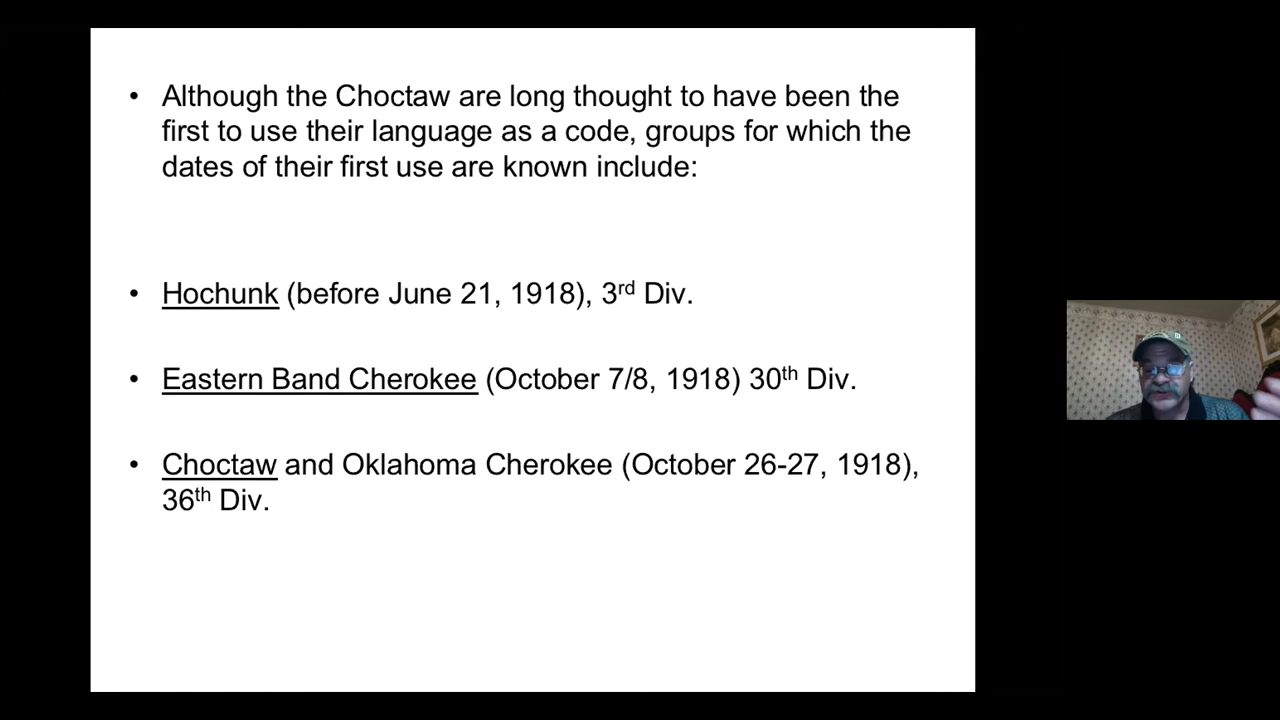 • Although the Choctaw are long thought to have been the
first to use their language as a code, groups for which the
dates of their first use are known include:
• Hochunk (before June 21, 1918), 3rd Div.
• Eastern Band Cherokee (October 7/8, 1918) 30th Div.
• Choctaw and Oklahoma Cherokee (October 26-27, 1918),
36th Div.